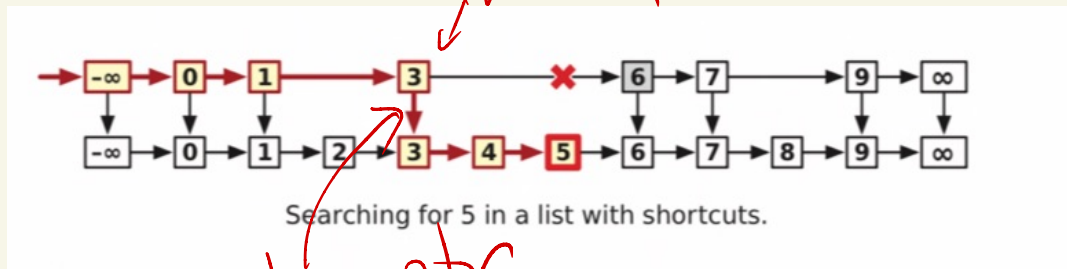 -∞ 0 1 3 6 7 9 ∞
-∞ 0 1 2 3 4 5 6 7 8 9 ∞
Searching for 5 in a list with shortcuts.